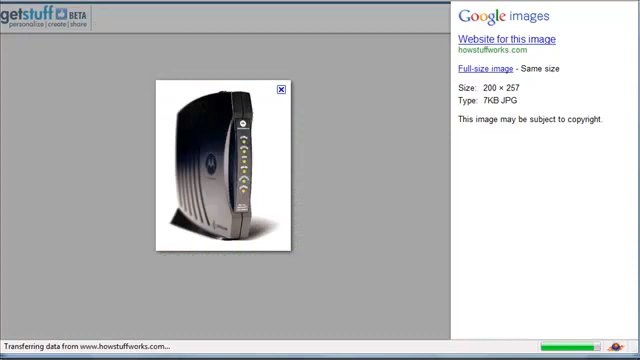 getstuff BETA
personalize | create | share
Google images
Website for this image
howstuffworks.com
Full-size image - Same size
Size: 200 × 257
Type: 7KB JPG
This image may be subject to copyright.
Transferring data from www.howstuffworks.com...